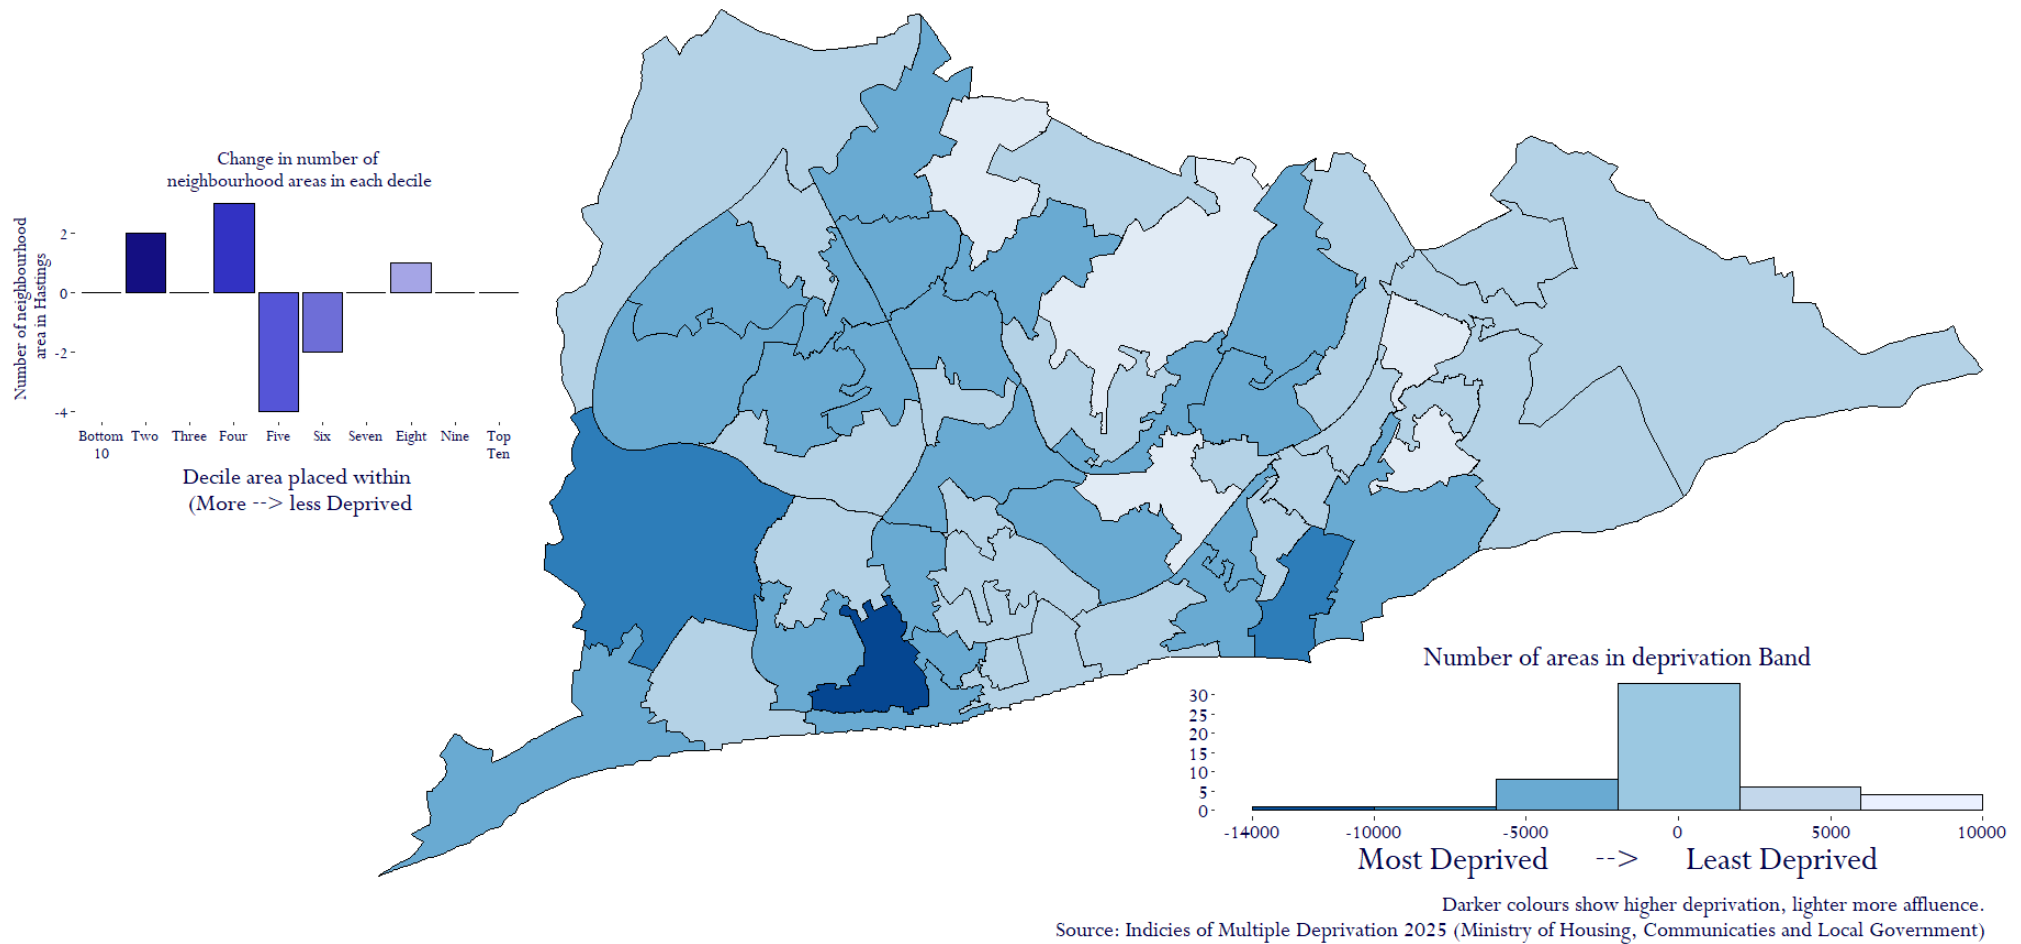 Change in number of
neighbourhood areas in each decile
Number of neighbourhood
area in Hastings
2
0
-2
-4
Bottom 10 Two Three Four Five Six Seven Eight Nine Top Ten
Decile area placed within
(More --> less Deprived
Number of areas in deprivation Band
30
25
20
15
10
5
0
-14000 -10000 -5000 0 5000 10000
Most Deprived --> Least Deprived
Darker colours show higher deprivation, lighter more affluence.
Source: Indicies of Multiple Deprivation 2025 (Ministry of Housing, Communicaties and Local Government)